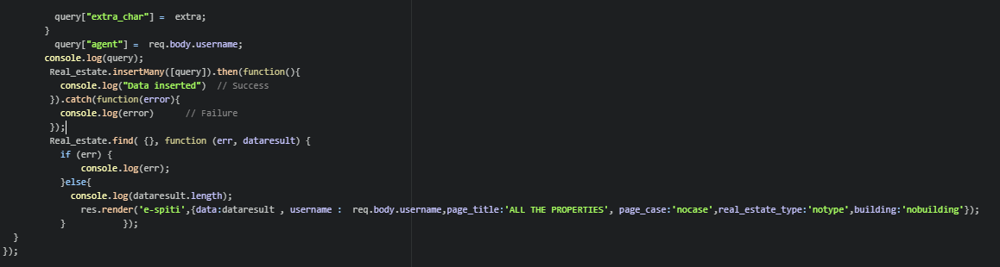 query["extra_char"] =  extra;
}
query["agent"] =  req.body.username;
console.log(query);
Real_estate.insertMany([query]).then(function(){
console.log("Data inserted")  // Success
}).catch(function(error){
console.log(error)      // Failure
});
Real_estate.find( {}, function (err, dataresult) {
if (err) {
console.log(err);
}else{
console.log(dataresult.length);
res.render('e-spiti',{data:dataresult , username :  req.body.username,page_title:'ALL THE PROPERTIES', page_case:'nocase',real_estate_type:'notype',building:'nobuilding'});
}           });
}
});